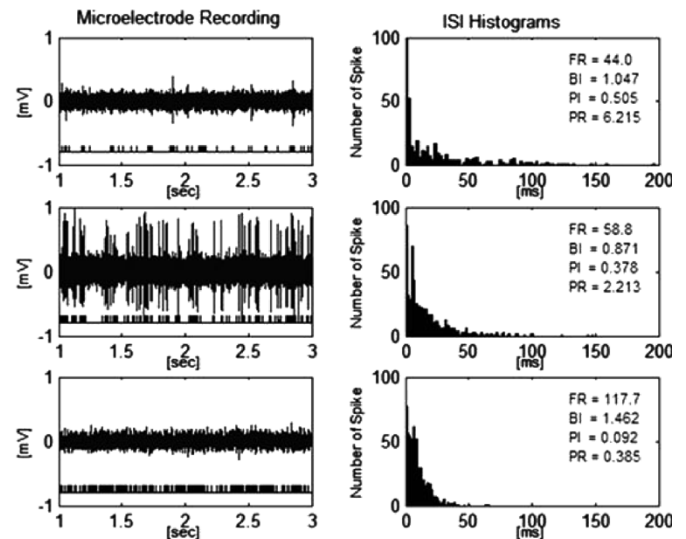 Microelectrode Recording
ISI Histograms
1
0
-1
[mV]
1
1.5
2
2.5
3
[sec]
100
50
0
Number of Spike
0
50
100
150
200
[ms]
FR = 44.0
BI = 1.047
PI = 0.505
PR = 6.215
1
0
-1
[mV]
1
1.5
2
2.5
3
[sec]
100
50
0
Number of Spike
0
50
100
150
200
[ms]
FR = 58.8
BI = 0.871
PI = 0.378
PR = 2.213
1
0
-1
[mV]
1
1.5
2
2.5
3
[sec]
100
50
0
Number of Spike
0
50
100
150
200
[ms]
FR = 117.7
BI = 1.462
PI = 0.092
PR = 0.385